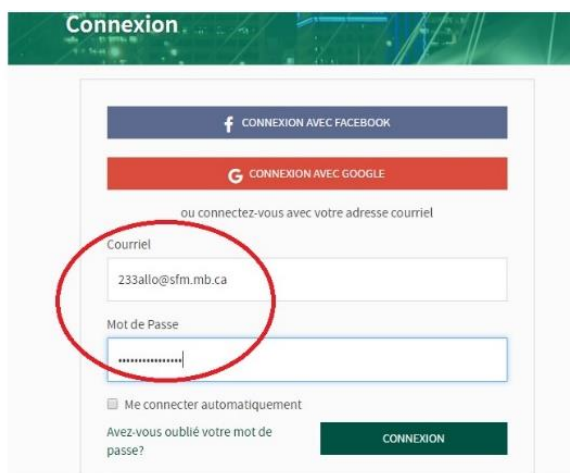 Connexion
CONNEXION AVEC FACEBOOK
G CONNEXION AVEC GOOGLE
ou connectez-vous avec votre adresse courriel
Courriel
233allo@sfm.mb.ca
Mot de Passe
••••••••••••••••
Me connecter automatiquement
Avez-vous oublié votre mot de
passe?
CONNEXION